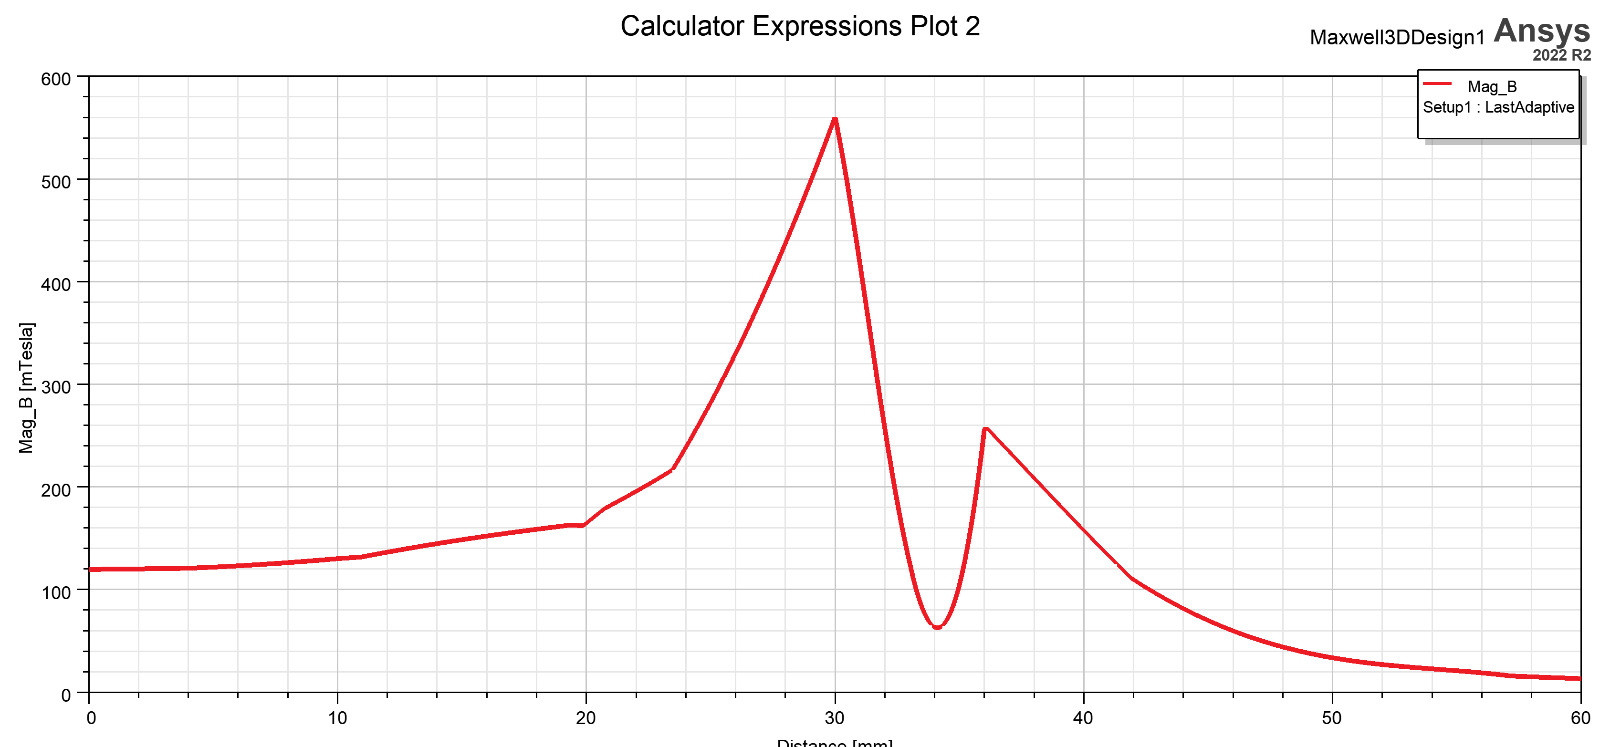 Calculator Expressions Plot 2
Maxwell3DDesign1 Ansys
2022 R2
Mag_B
Setup1 : LastAdaptive
Mag_B [mTesla]
600
500
400
300
200
100
0
0 10 20 30 40 50 60
Distance [mm]